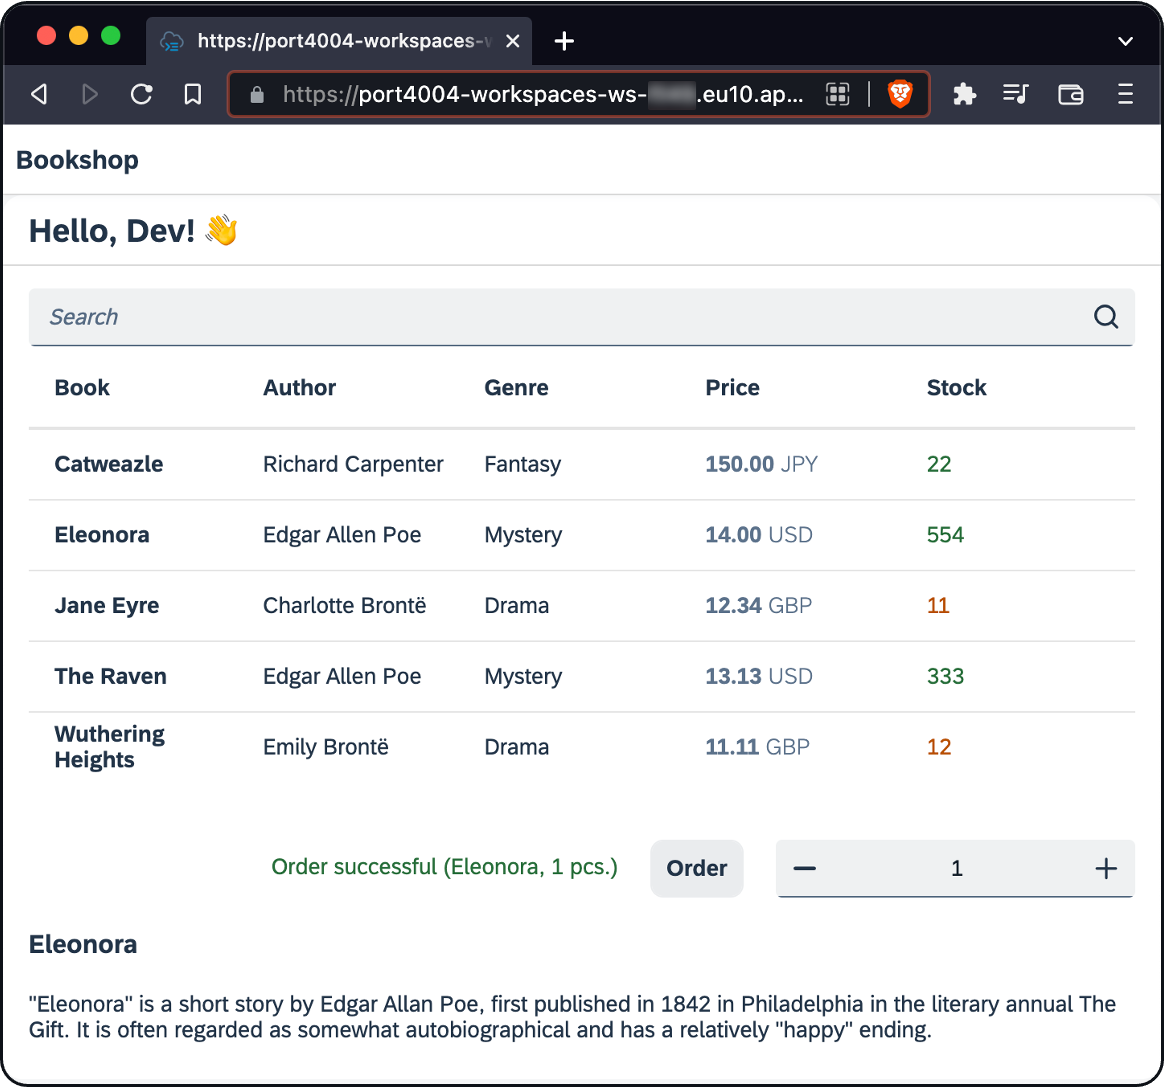 https://port4004-workspaces-
https://port4004-workspaces-ws- .eu10.ap...
Bookshop
Hello, Dev! 👋
Search
Book Author Genre Price Stock
Catweazle Richard Carpenter Fantasy 150.00 JPY 22
Eleonora Edgar Allen Poe Mystery 14.00 USD 554
Jane Eyre Charlotte Brontë Drama 12.34 GBP 11
The Raven Edgar Allen Poe Mystery 13.13 USD 333
Wuthering
Heights Emily Brontë Drama 11.11 GBP 12
Order successful (Eleonora, 1 pcs.) Order 1
Eleonora
"Eleonora" is a short story by Edgar Allan Poe, first published in 1842 in Philadelphia in the literary annual The
Gift. It is often regarded as somewhat autobiographical and has a relatively "happy" ending.